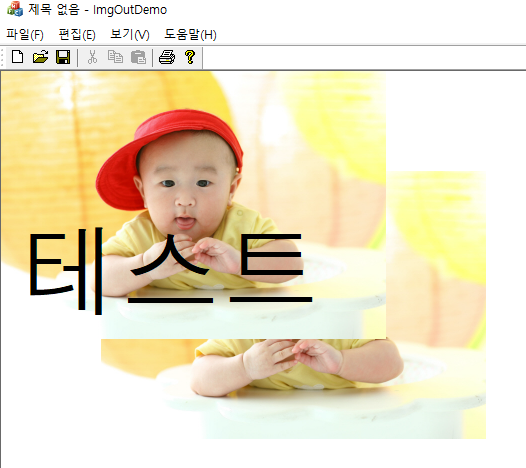 제목 없음 - ImgOutDemo
파일(F) 편집(E) 보기(V) 도움말(H)
테스트